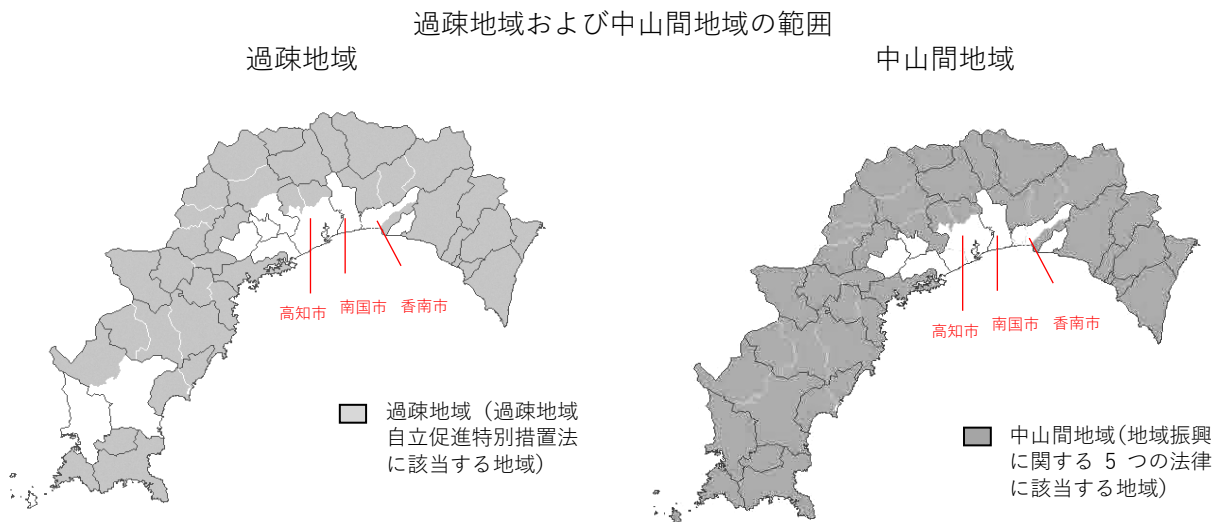 過疎地域および中山間地域の範囲
過疎地域
高知市
南国市
香南市
過疎地域（過疎地域
自立促進特別措置法
に該当する地域）
中山間地域
高知市
南国市
香南市
中山間地域(地域振興
に関する 5 つの法律
に該当する地域）